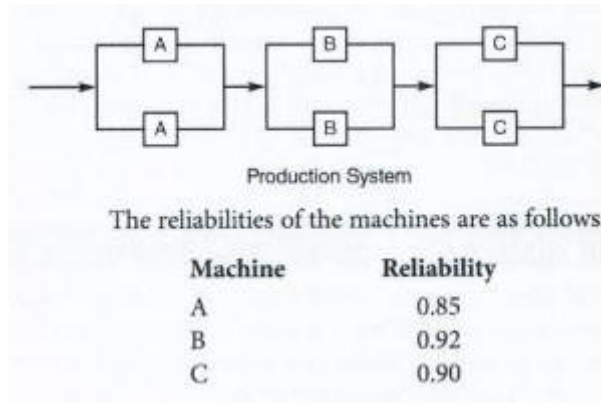 A B C
A B C
Production System
The reliabilities of the machines are as follows
Machine Reliability
A 0.85
B 0.92
C 0.90